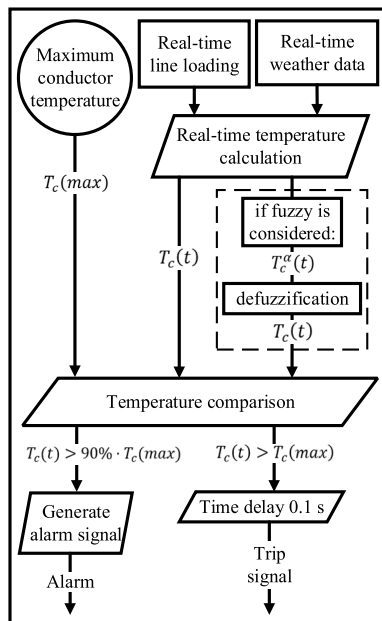 Maximum
conductor
temperature
Real-time
line loading
Real-time
weather data
Real-time temperature
calculation
T_c(max)
T_c(t)
if fuzzy is
considered:
T_c^α(t)
defuzzification
T_c(t)
Temperature comparison
T_c(t) > 90% · T_c(max)
T_c(t) > T_c(max)
Generate
alarm signal
Time delay 0.1 s
Alarm
Trip
signal